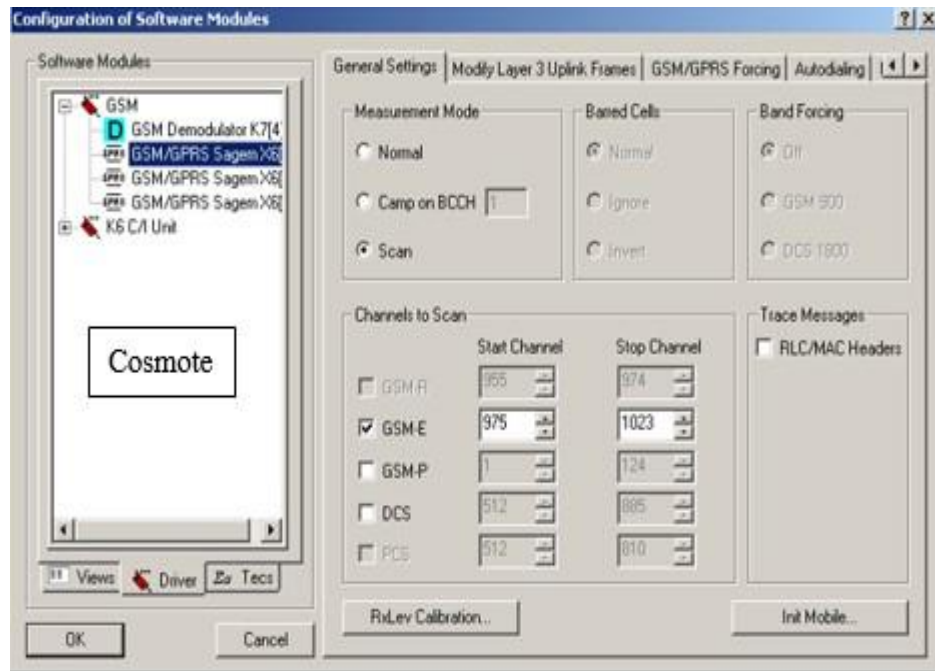 Configuration of Software Modules
Software Modules
GSM
D GSM Demodulator K7[4
GPRS GSM/GPRS Sagem X6[
GPRS GSM/GPRS Sagem X6[
GPRS GSM/GPRS Sagem X6[
K6 C/I Unit
Cosmote
Views Driver Tecs
OK Cancel
General Settings Modify Layer 3 Uplink Frames GSM/GPRS Forcing Autodialing
Measurement Mode
Normal
Camp on BCCH 1
Scan
Barred Cells
Normal
Ignore
Invert
Band Forcing
Off
GSM 900
DCS 1800
Channels to Scan
Start Channel Stop Channel
GSM-R 955 974
GSM-E 975 1023
GSM-P 1 124
DCS 512 885
PCS 512 810
Trace Messages
RLC/MAC Headers
RxLev Calibration... Init Mobile...